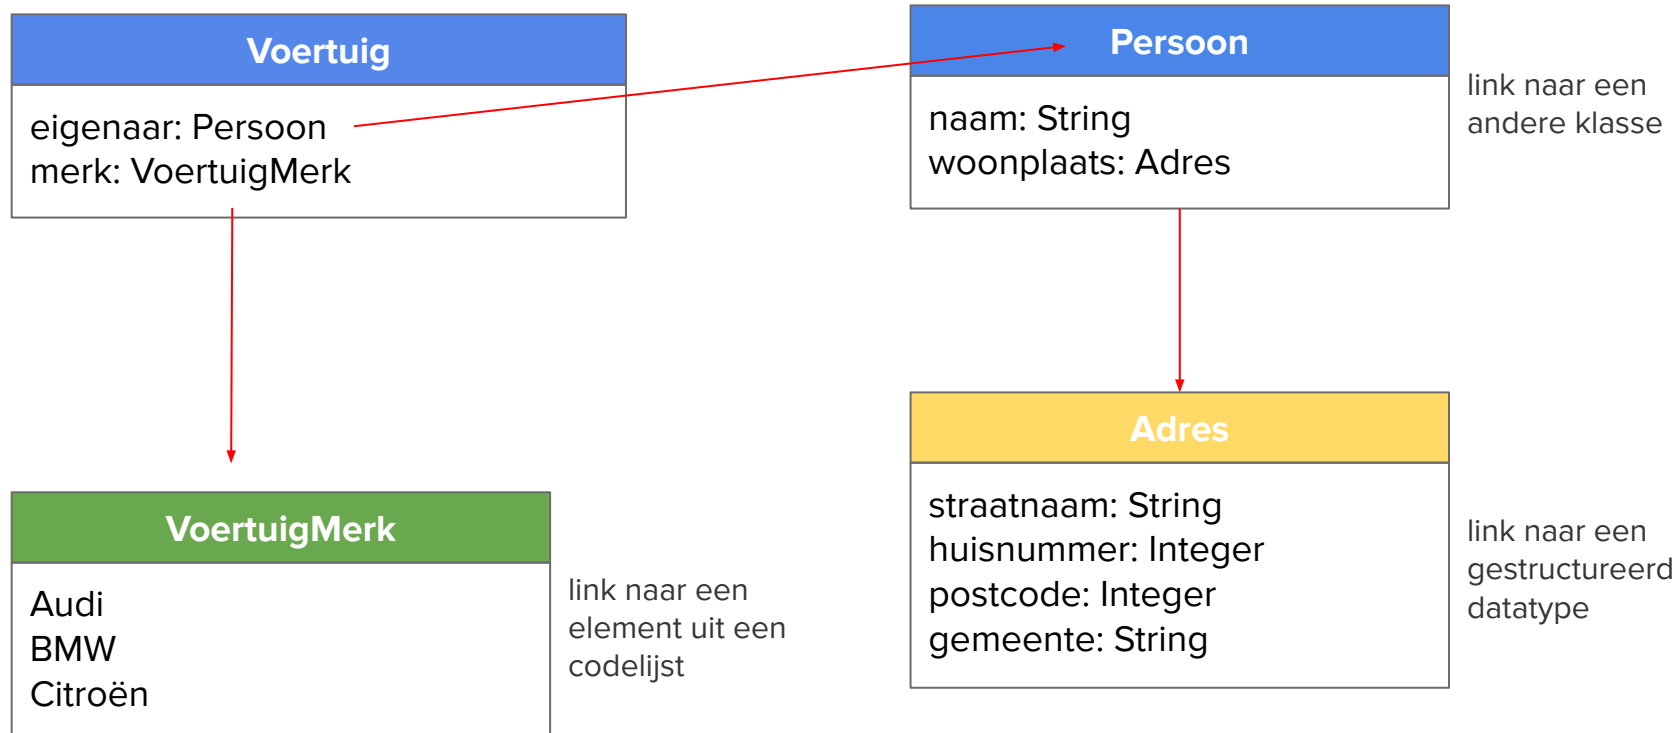 Voertuig
eigenaar: Persoon
merk: VoertuigMerk
Persoon
naam: String
woonplaats: Adres
link naar een
andere klasse
VoertuigMerk
Audi
BMW
Citroën
link naar een
element uit een
codelijst
Adres
straatnaam: String
huisnummer: Integer
postcode: Integer
gemeente: String
link naar een
gestructureerd
datatype